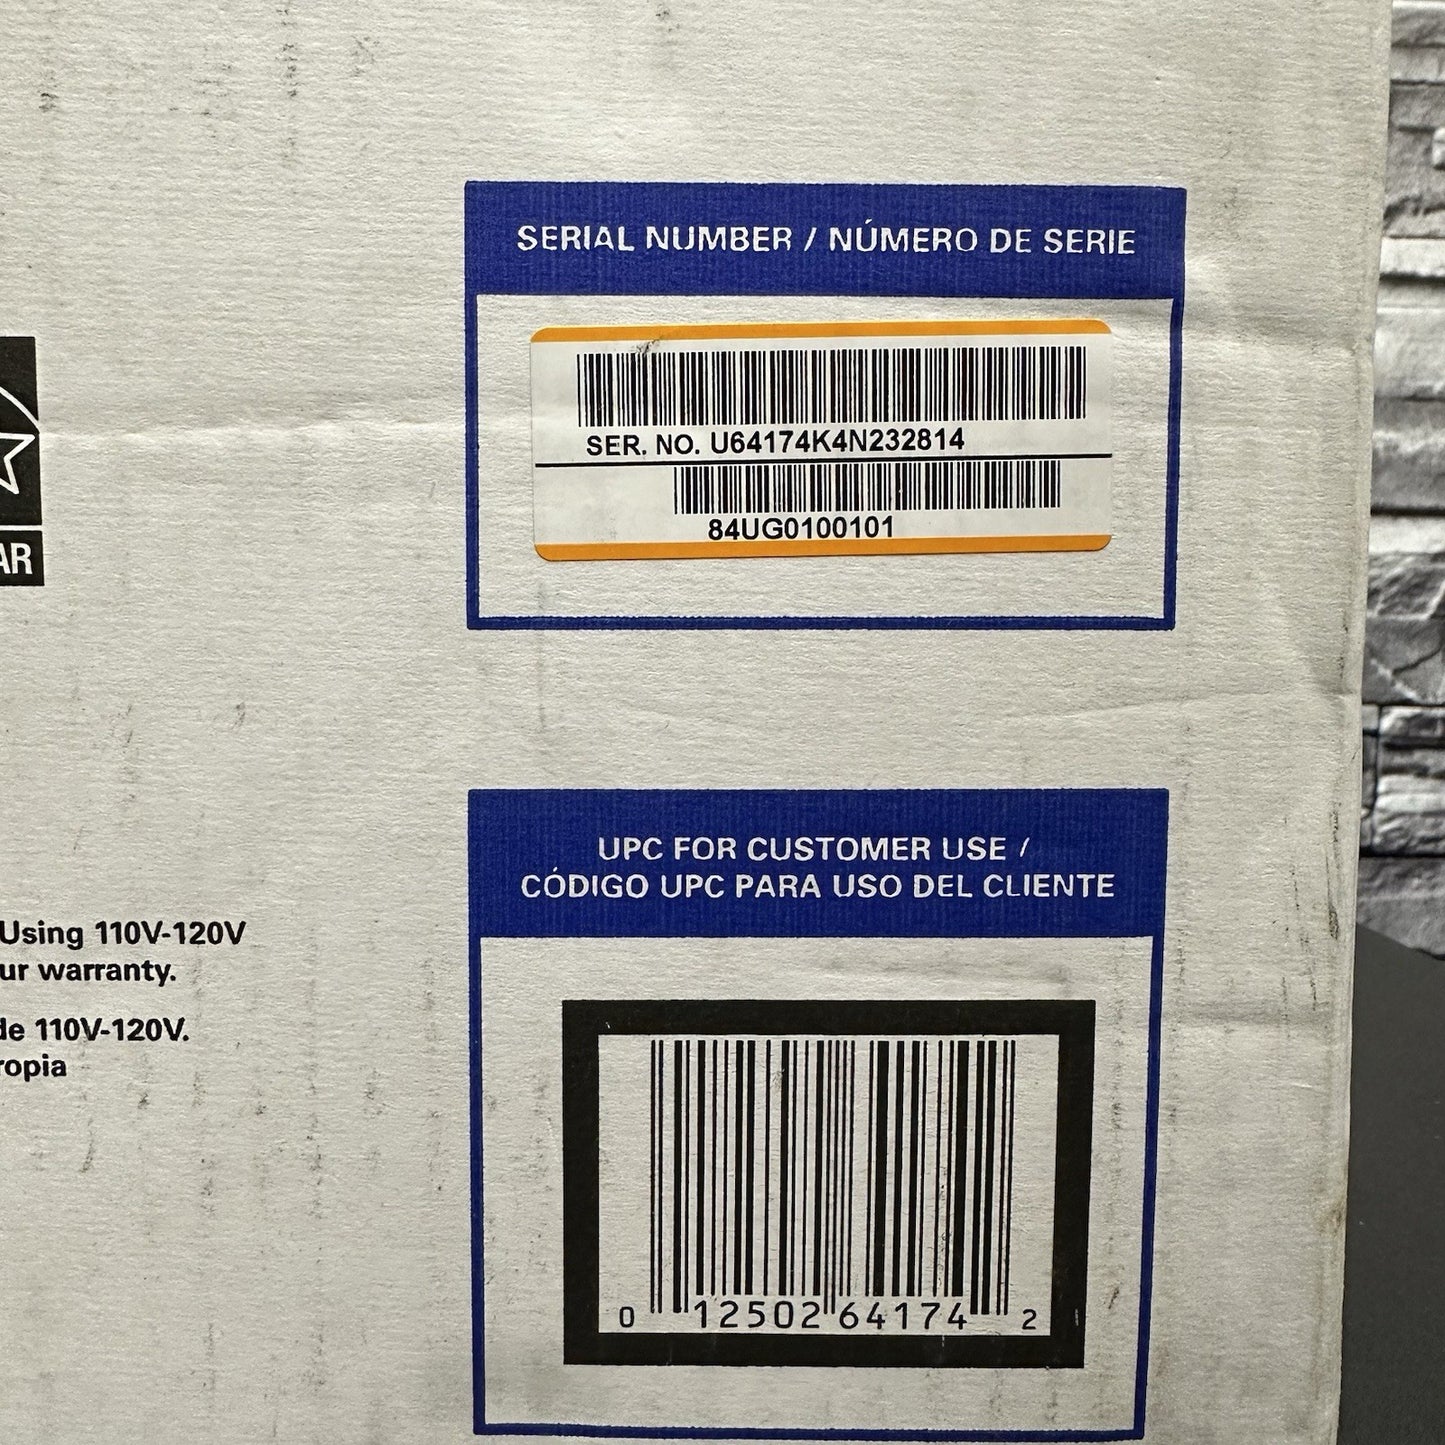 SERIAL NUMBER / NÚMERO DE SERIE
SER. NO. U64174K4N232814
84UG0100101
AR
UPC FOR CUSTOMER USE /
CÓDIGO UPC PARA USO DEL CLIENTE
Using 110V-120V
ur warranty.
de 110V-120V.
ropia
0 12502 64174 2